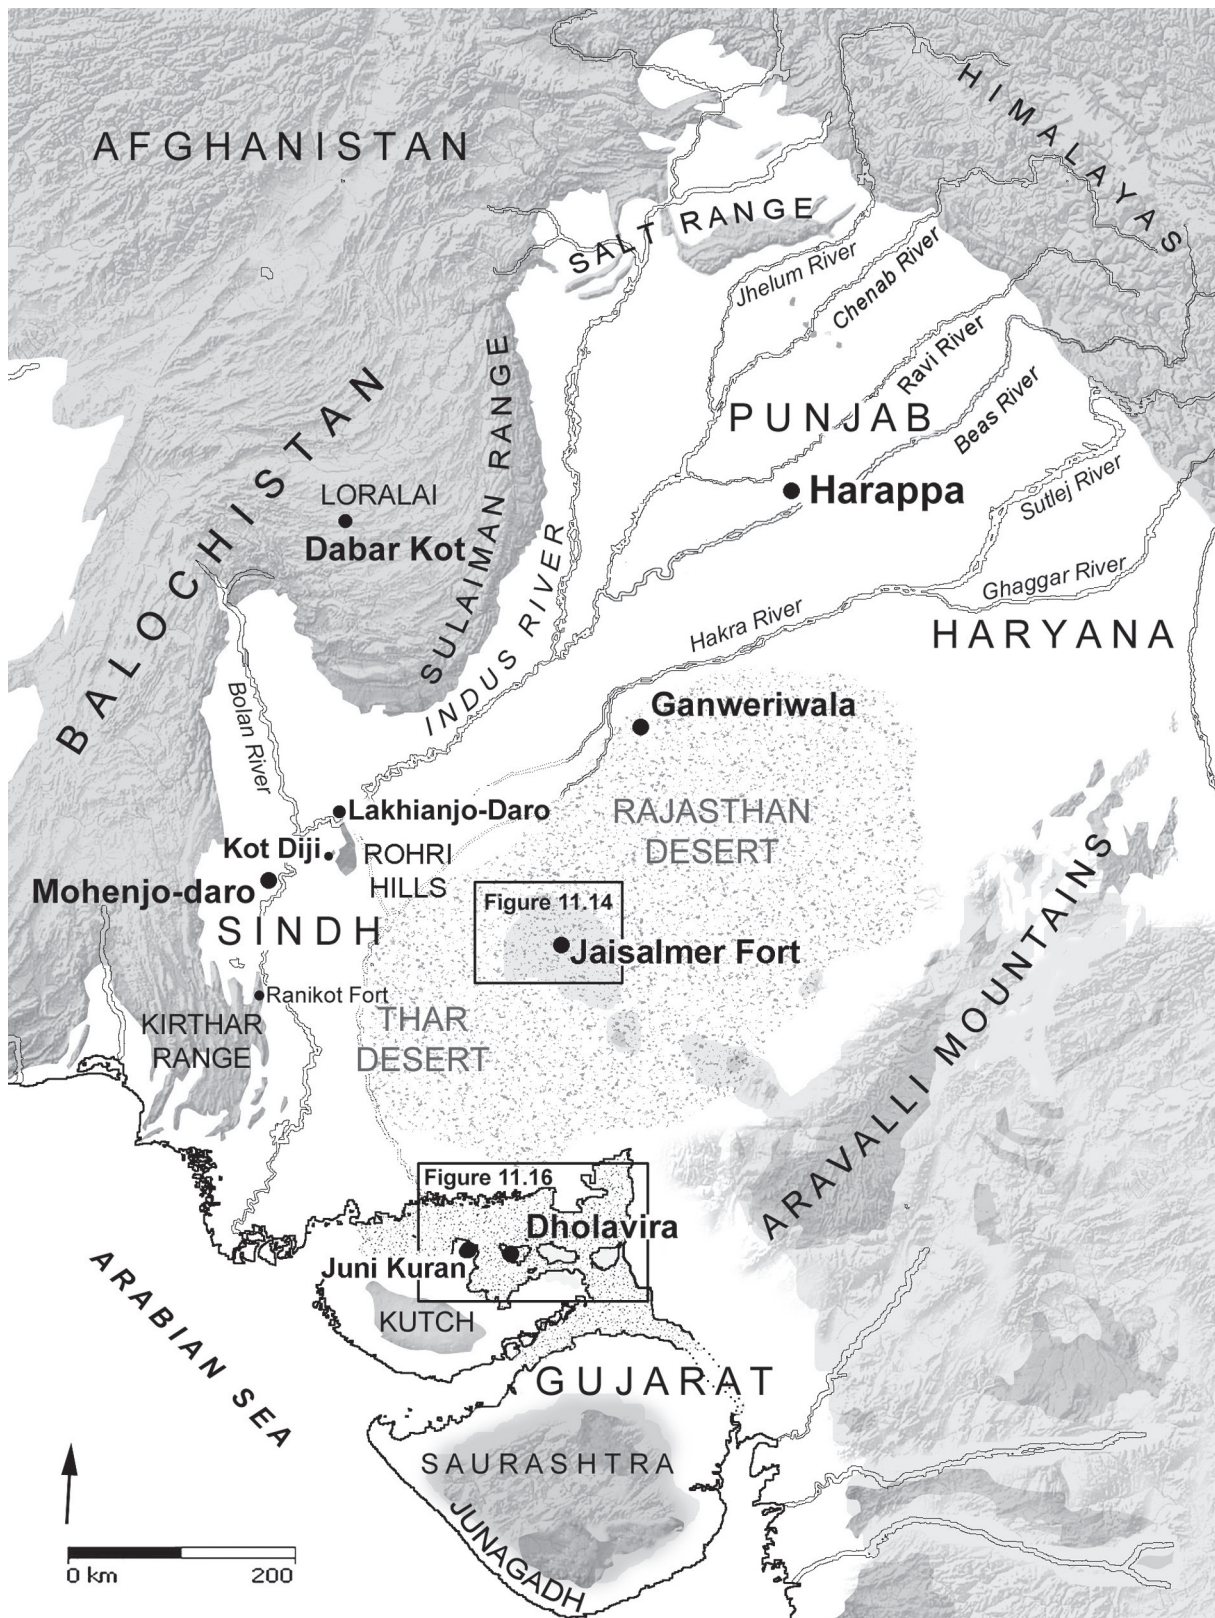 HIMALAYAS
AFGHANISTAN
SALT RANGE
Jhelum River
Chenab River
Ravi River
Beas River
PUNJAB
SULAIMAN RANGE
BALOCHISTAN
LORALAI
Dabar Kot
Harappa
Sutlej River
Ghaggar River
INDUS RIVER
Hakra River
HARYANA
Bolan River
Ganweriwala
Lakhianjo-Daro
RAJASTHAN
DESERT
Kot Diji
ROHRI
HILLS
Mohenjo-daro
SINDH
Figure 11.14
Jaisalmer Fort
Ranikot Fort
KIRTHAR
RANGE
THAR
DESERT
ARAVALLI MOUNTAINS
Figure 11.16
Dholavira
Juni Kuran
KUTCH
ARABIAN SEA
GUJARAT
SAURASHTRA
JUNAGADH
0 km 200